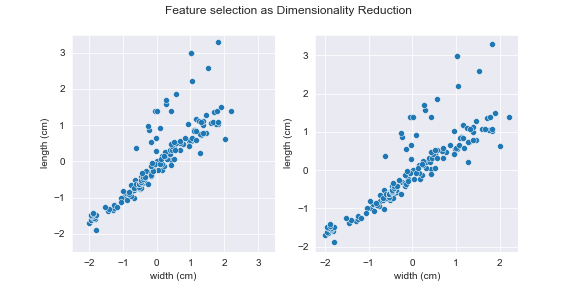 Feature selection as Dimensionality Reduction
length (cm)
3
2
1
0
−1
−2
−2 −1 0 1 2 3
width (cm)
length (cm)
3
2
1
0
−1
−2
−2 −1 0 1 2
width (cm)